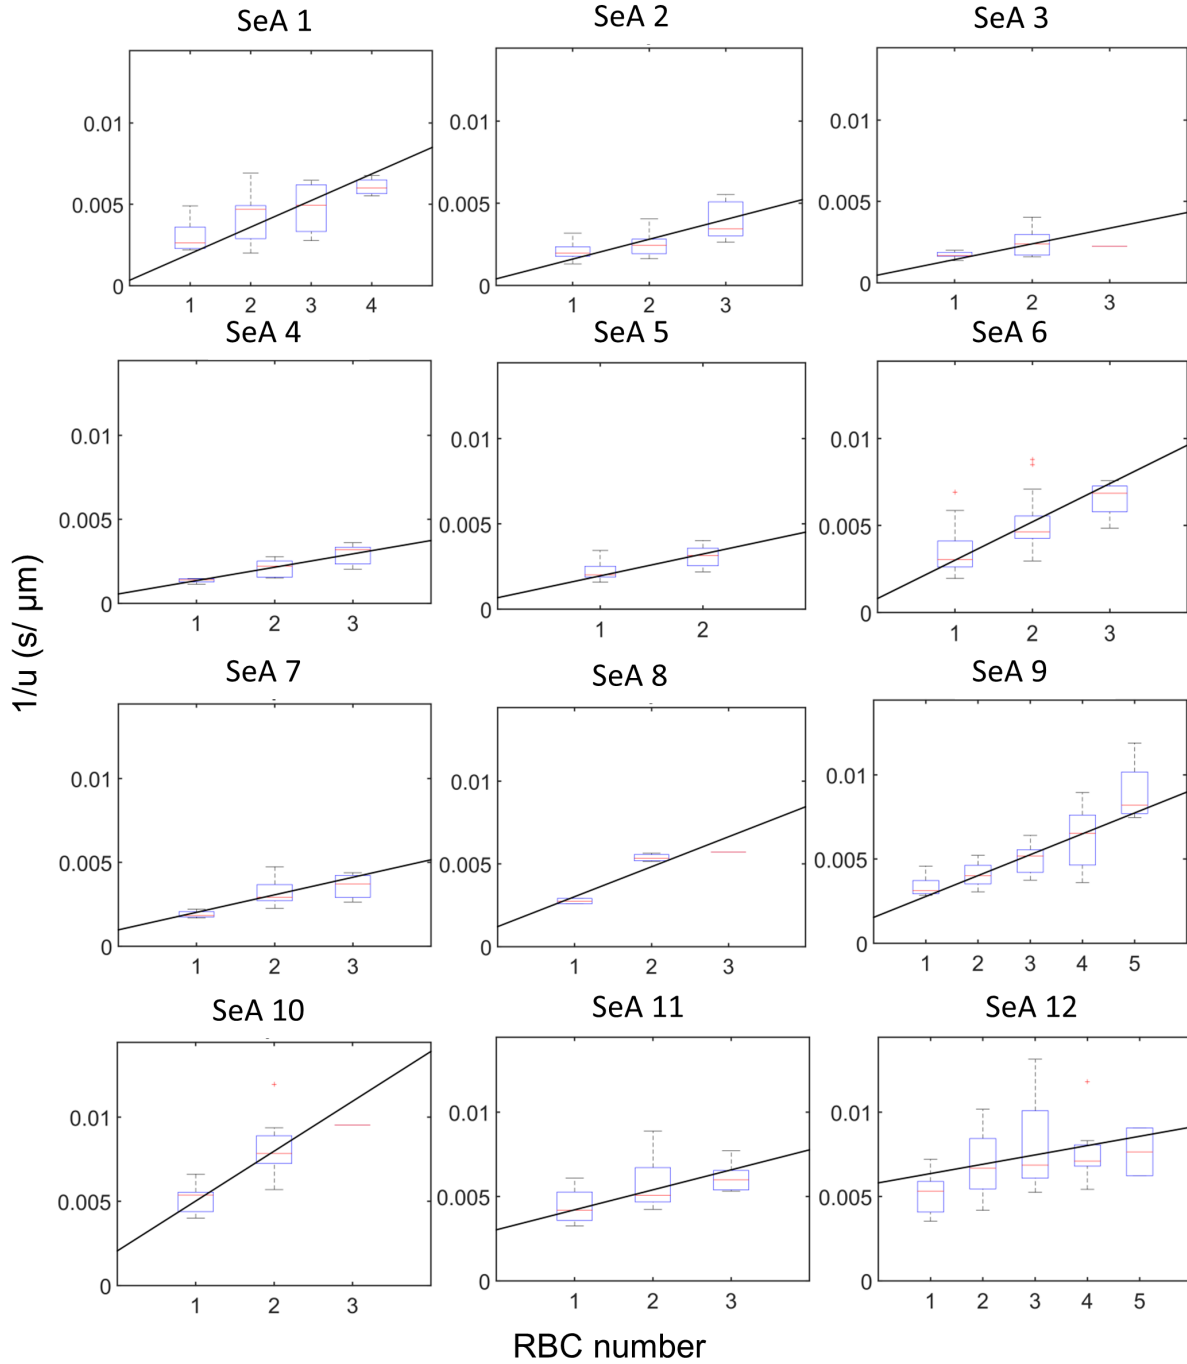 SeA 1 SeA 2 SeA 3
0.01 0.01 0.01
0.005 0.005 0.005
0 0 0
1 2 3 4 1 2 3 1 2 3
SeA 4 SeA 5 SeA 6
0.01 0.01 0.01
0.005 0.005 0.005
0 0 0
1 2 3 1 2 1 2 3
1/u (s/ μm)
SeA 7 SeA 8 SeA 9
0.01 0.01 0.01
0.005 0.005 0.005
0 0 0
1 2 3 1 2 3 1 2 3 4 5
SeA 10 SeA 11 SeA 12
0.01 0.01 0.01
0.005 0.005 0.005
0 0 0
1 2 3 1 2 3 1 2 3 4 5
RBC number